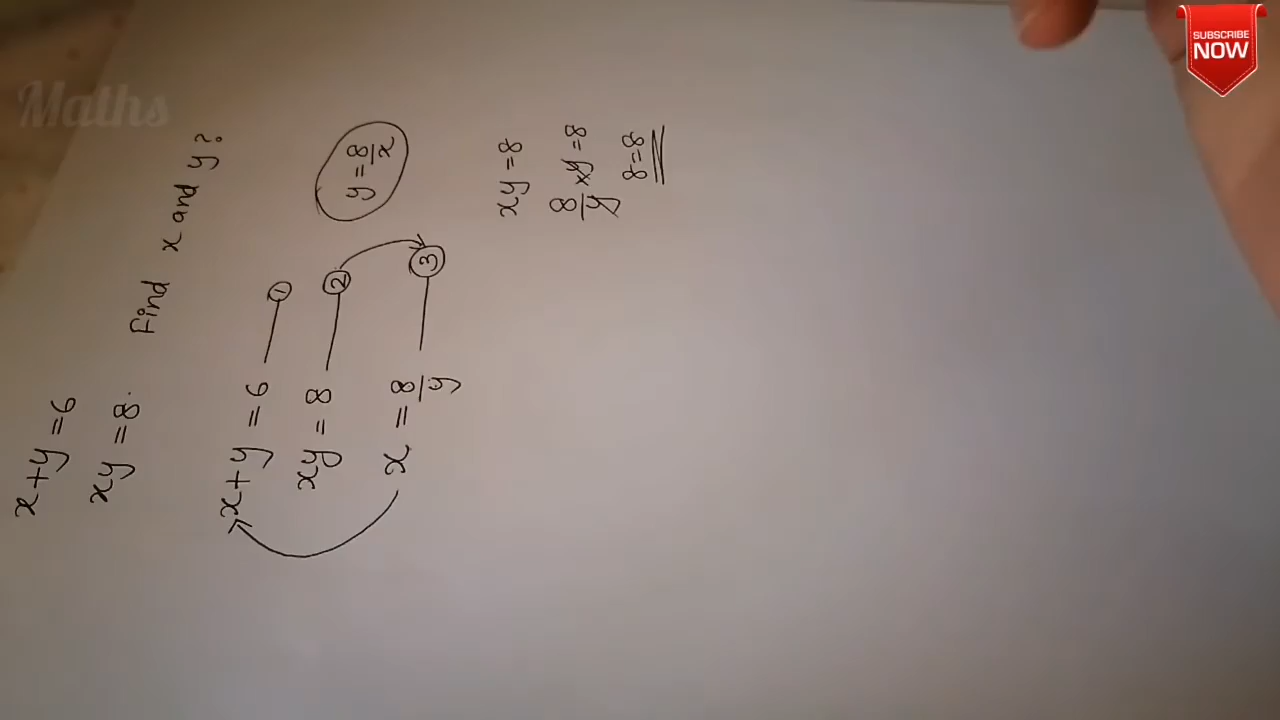 Maths
SUBSCRIBE
NOW
x+y=6
xy=8.
Find x and y?
x+y=6 — ①
xy=8 — ②
y=8/x
x=8/y — ③
xy=8
8/y xy=8
8=8